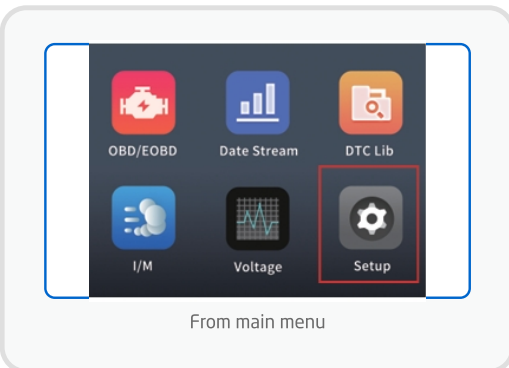 OBD/EOBD
Date Stream
DTC Lib
I/M
Voltage
Setup
From main menu